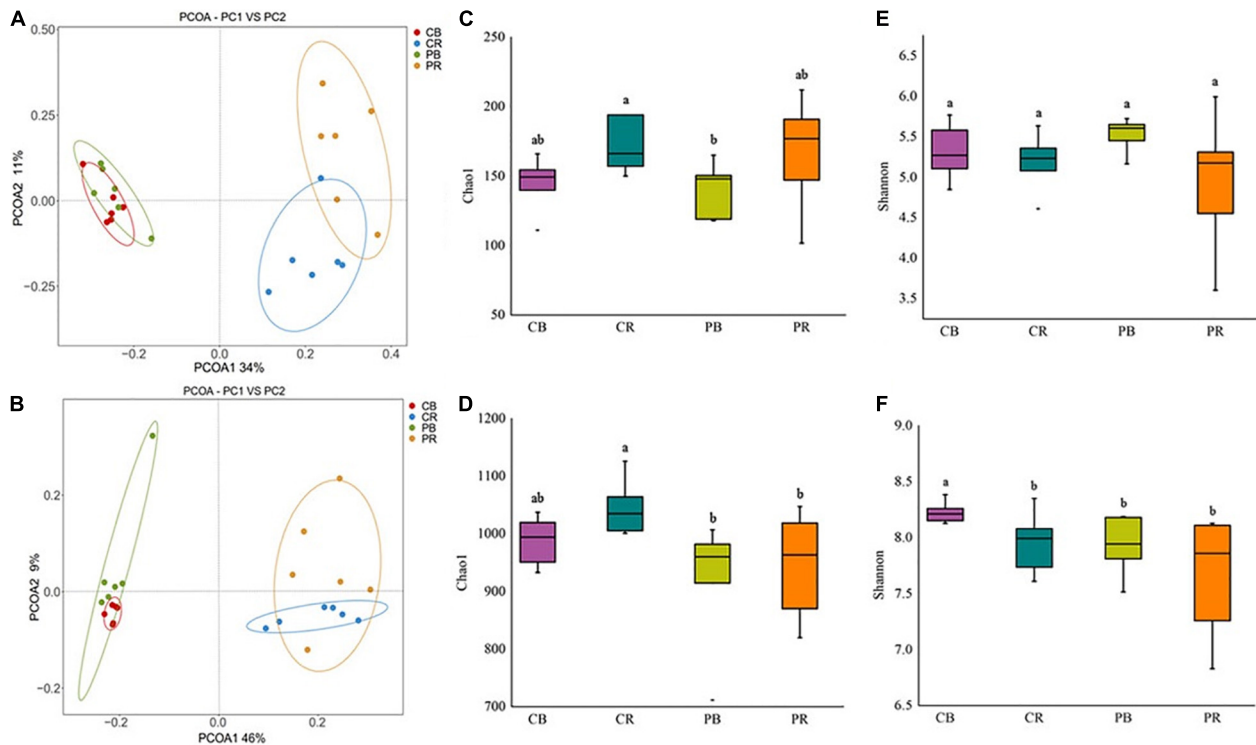 A
PCOA - PC1 VS PC2
CB
CR
PB
PR
0.50
0.25
0.00
−0.25
PCOA2 11%
−0.2
0.0
0.2
0.4
PCOA1 34%
C
250
200
150
100
50
Chao1
ab
a
b
ab
CB
CR
PB
PR
E
6.5
6.0
5.5
5.0
4.5
4.0
3.5
Shannon
a
a
a
a
CB
CR
PB
PR
B
PCOA - PC1 VS PC2
CB
CR
PB
PR
0.2
0.0
−0.2
PCOA2 9%
−0.2
0.0
0.2
PCOA1 46%
D
1200
1100
1000
900
800
700
Chao1
ab
a
b
b
CB
CR
PB
PR
F
9.0
8.5
8.0
7.5
7.0
6.5
Shannon
a
b
b
b
CB
CR
PB
PR